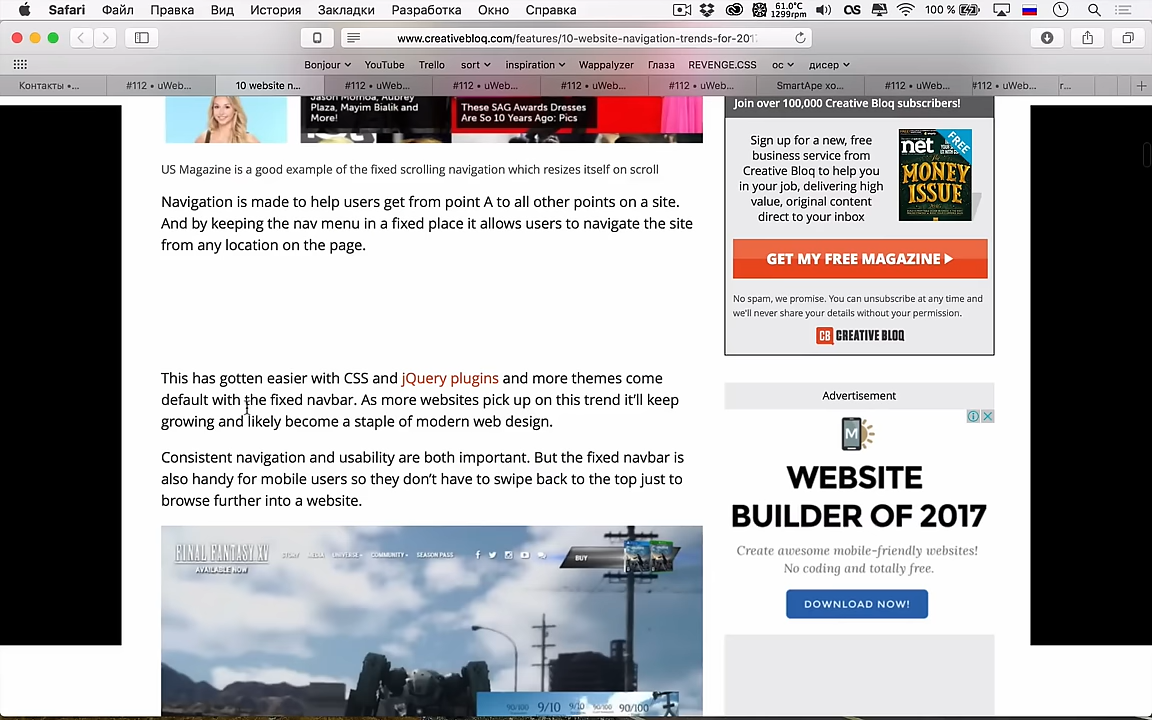 Safari Файл Правка Вид История Закладки Разработка Окно Справка 61.0°C 1299rpm 100 %
www.creativebloq.com/features/10-website-navigation-trends-for-201
Bonjour YouTube Trello sort inspiration Wappalyzer Глаза REVENGE.CSS ос дисер
Контакты •... #112 • uWeb... 10 website n... #112 • uWeb... #112 • uWeb... #112 • uWeb... #112 • uWeb... SmartApe хо... #112 • uWeb... #112 • uWeb... г...
Jason Momoa, Aubrey
Plaza, Mayim Bialik and
More!
These SAG Awards Dresses
Are So 10 Years Ago: Pics
US Magazine is a good example of the fixed scrolling navigation which resizes itself on scroll
Navigation is made to help users get from point A to all other points on a site.
And by keeping the nav menu in a fixed place it allows users to navigate the site
from any location on the page.
This has gotten easier with CSS and jQuery plugins and more themes come
default with the fixed navbar. As more websites pick up on this trend it'll keep
growing and likely become a staple of modern web design.
Consistent navigation and usability are both important. But the fixed navbar is
also handy for mobile users so they don't have to swipe back to the top just to
browse further into a website.
FINAL FANTASY XV
AVAILABLE NOW
STORY MEDIA UNIVERSE COMMUNITY SEASON PASS BUY
90/100 9/10 9/10 90/100 90/100
Join over 100,000 Creative Bloq subscribers!
Sign up for a new, free
business service from
Creative Bloq to help you
in your job, delivering high
value, original content
direct to your inbox
net
FREE
THE
MONEY
ISSUE
GET MY FREE MAGAZINE
No spam, we promise. You can unsubscribe at any time and
we'll never share your details without your permission.
CB CREATIVE BLOQ
Advertisement
M
WEBSITE
BUILDER OF 2017
Create awesome mobile-friendly websites!
No coding and totally free.
DOWNLOAD NOW!